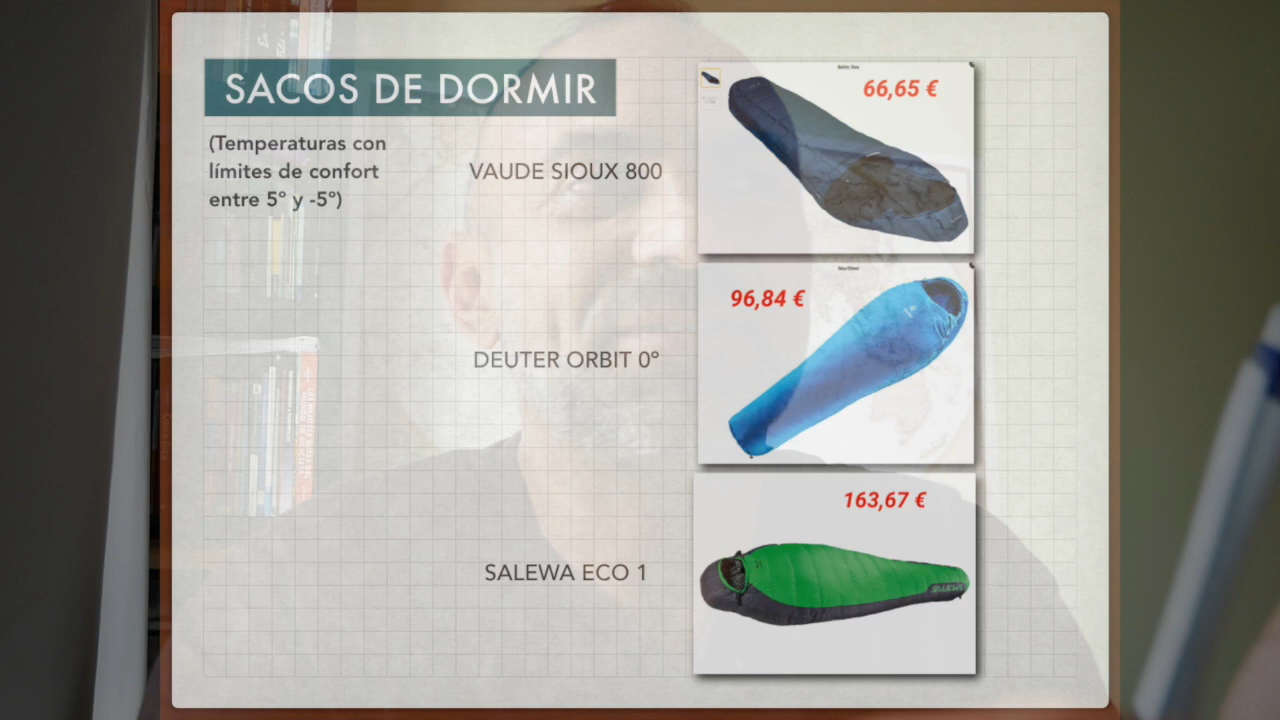 SACOS DE DORMIR
(Temperaturas con
límites de confort
entre 5º y -5º)
VAUDE SIOUX 800
66,65 €
DEUTER ORBIT 0º
96,84 €
SALEWA ECO 1
163,67 €